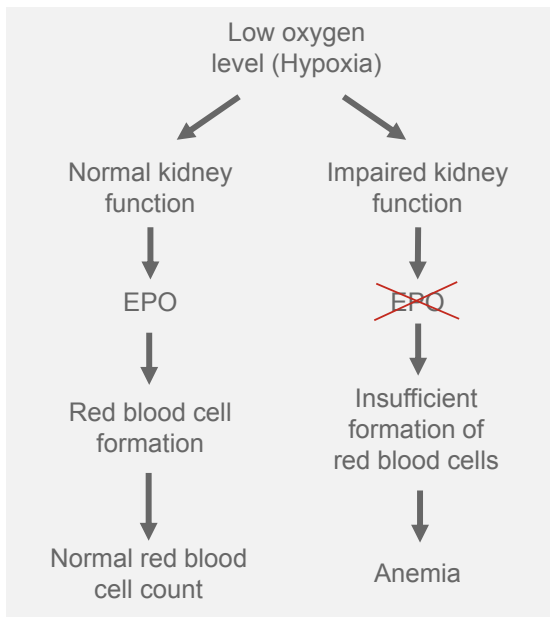 Low oxygen
level (Hypoxia)
Normal kidney
function
EPO
Red blood cell
formation
Normal red blood
cell count
Impaired kidney
function
EPO
Insufficient
formation of
red blood cells
Anemia